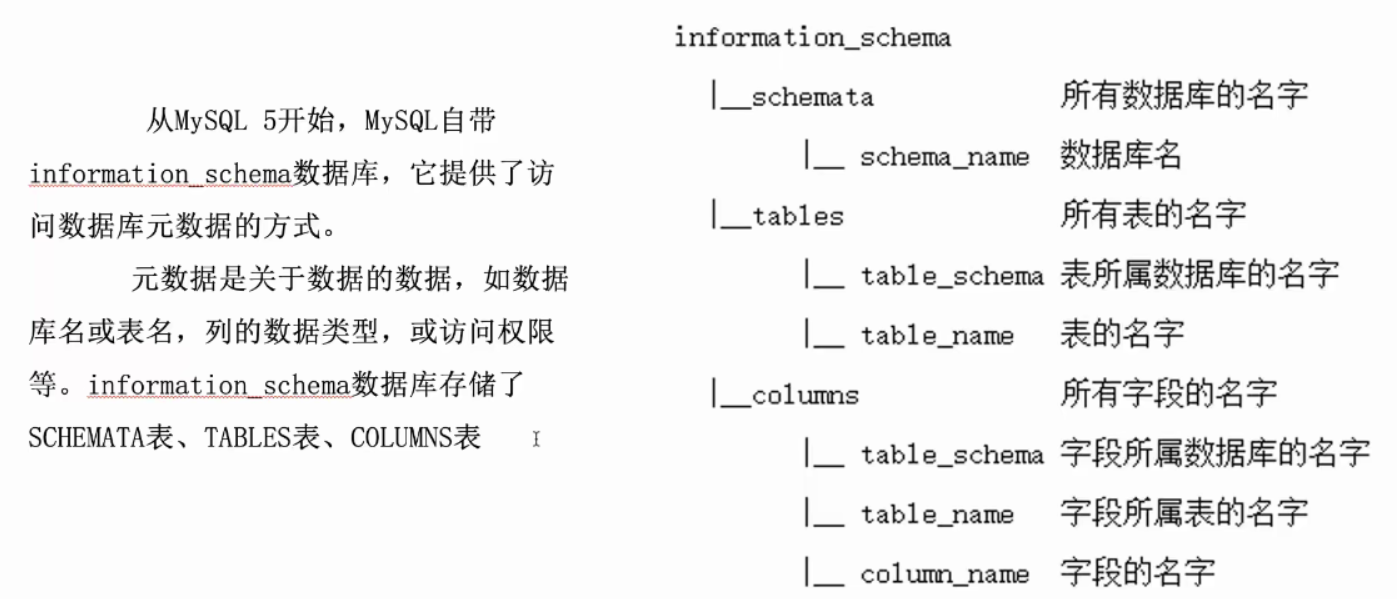 从MySQL 5开始，MySQL自带
information_schema数据库，它提供了访
问数据库元数据的方式。
元数据是关于数据的数据，如数据
库名或表名，列的数据类型，或访问权限
等。information_schema数据库存储了
SCHEMATA表、TABLES表、COLUMNS表
information_schema
|__schemata 所有数据库的名字
|__ schema_name 数据库名
|__tables 所有表的名字
|__ table_schema 表所属数据库的名字
|__ table_name 表的名字
|__columns 所有字段的名字
|__ table_schema 字段所属数据库的名字
|__ table_name 字段所属表的名字
|__ column_name 字段的名字